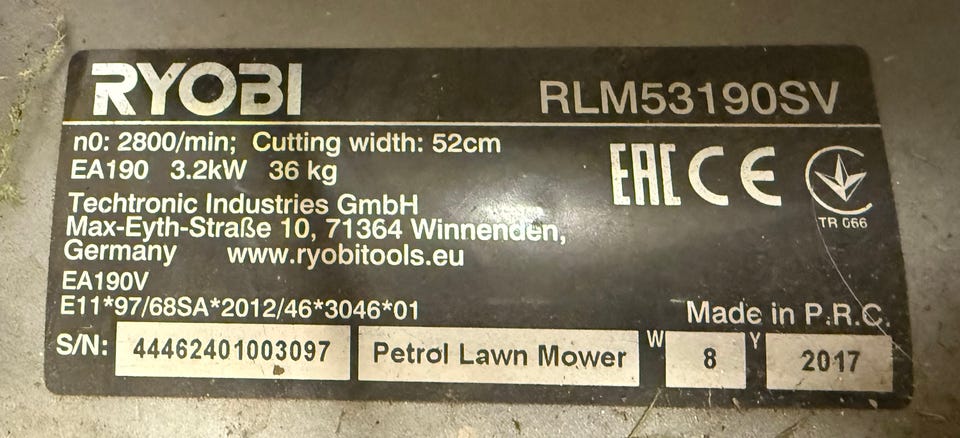 RYOBI RLM53190SV
n0: 2800/min; Cutting width: 52cm
EA190 3.2kW 36 kg
EAC CE
TR 066
Techtronic Industries GmbH
Max-Eyth-Straße 10, 71364 Winnenden,
Germany www.ryobitools.eu
EA190V
E11*97/68SA*2012/46*3046*01
Made in P.R.C.
S/N: 44462401003097 Petrol Lawn Mower W 8 Y 2017